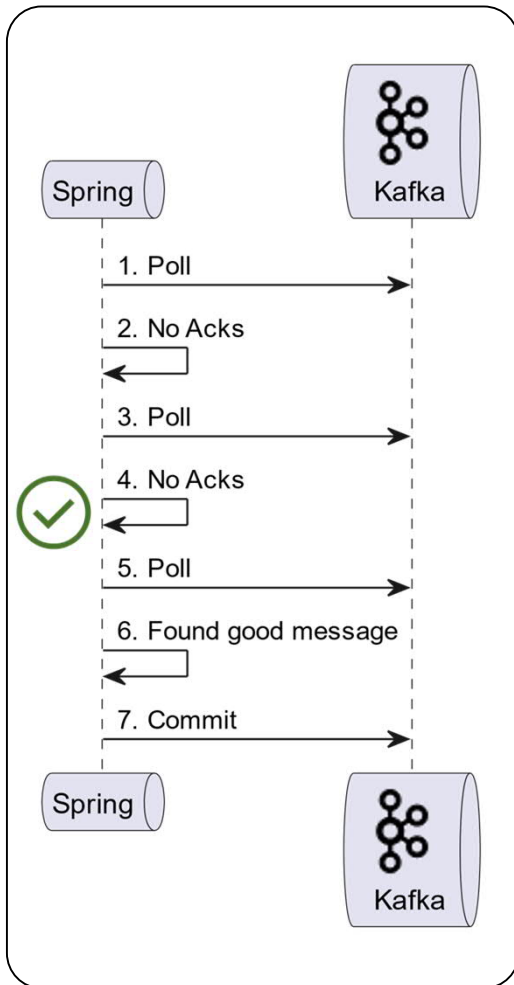 Spring
Kafka
1. Poll
2. No Acks
3. Poll
4. No Acks
5. Poll
6. Found good message
7. Commit
Spring
Kafka